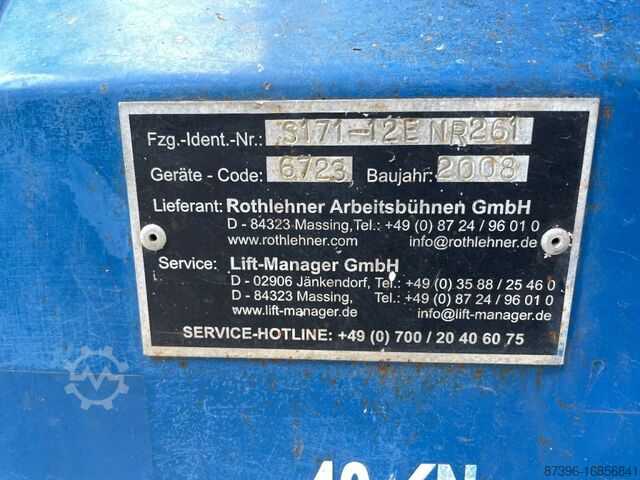 Fzg.-Ident.-Nr.: S171-12E NR261
Geräte - Code: 6723 Baujahr: 2008
Lieferant: Rothlehner Arbeitsbühnen GmbH
D - 84323 Massing,Tel.: +49 (0) 87 24 / 96 01 0
www.rothlehner.com info@rothlehner.de
Service: Lift-Manager GmbH
D - 02906 Jänkendorf, Tel.: +49 (0) 35 88 / 25 46 0
D - 84323 Massing, Tel.: +49 (0) 87 24 / 96 01 0
www.lift-manager.de info@lift-manager.de
SERVICE-HOTLINE: +49 (0) 700 / 20 40 60 75
87396-16856841